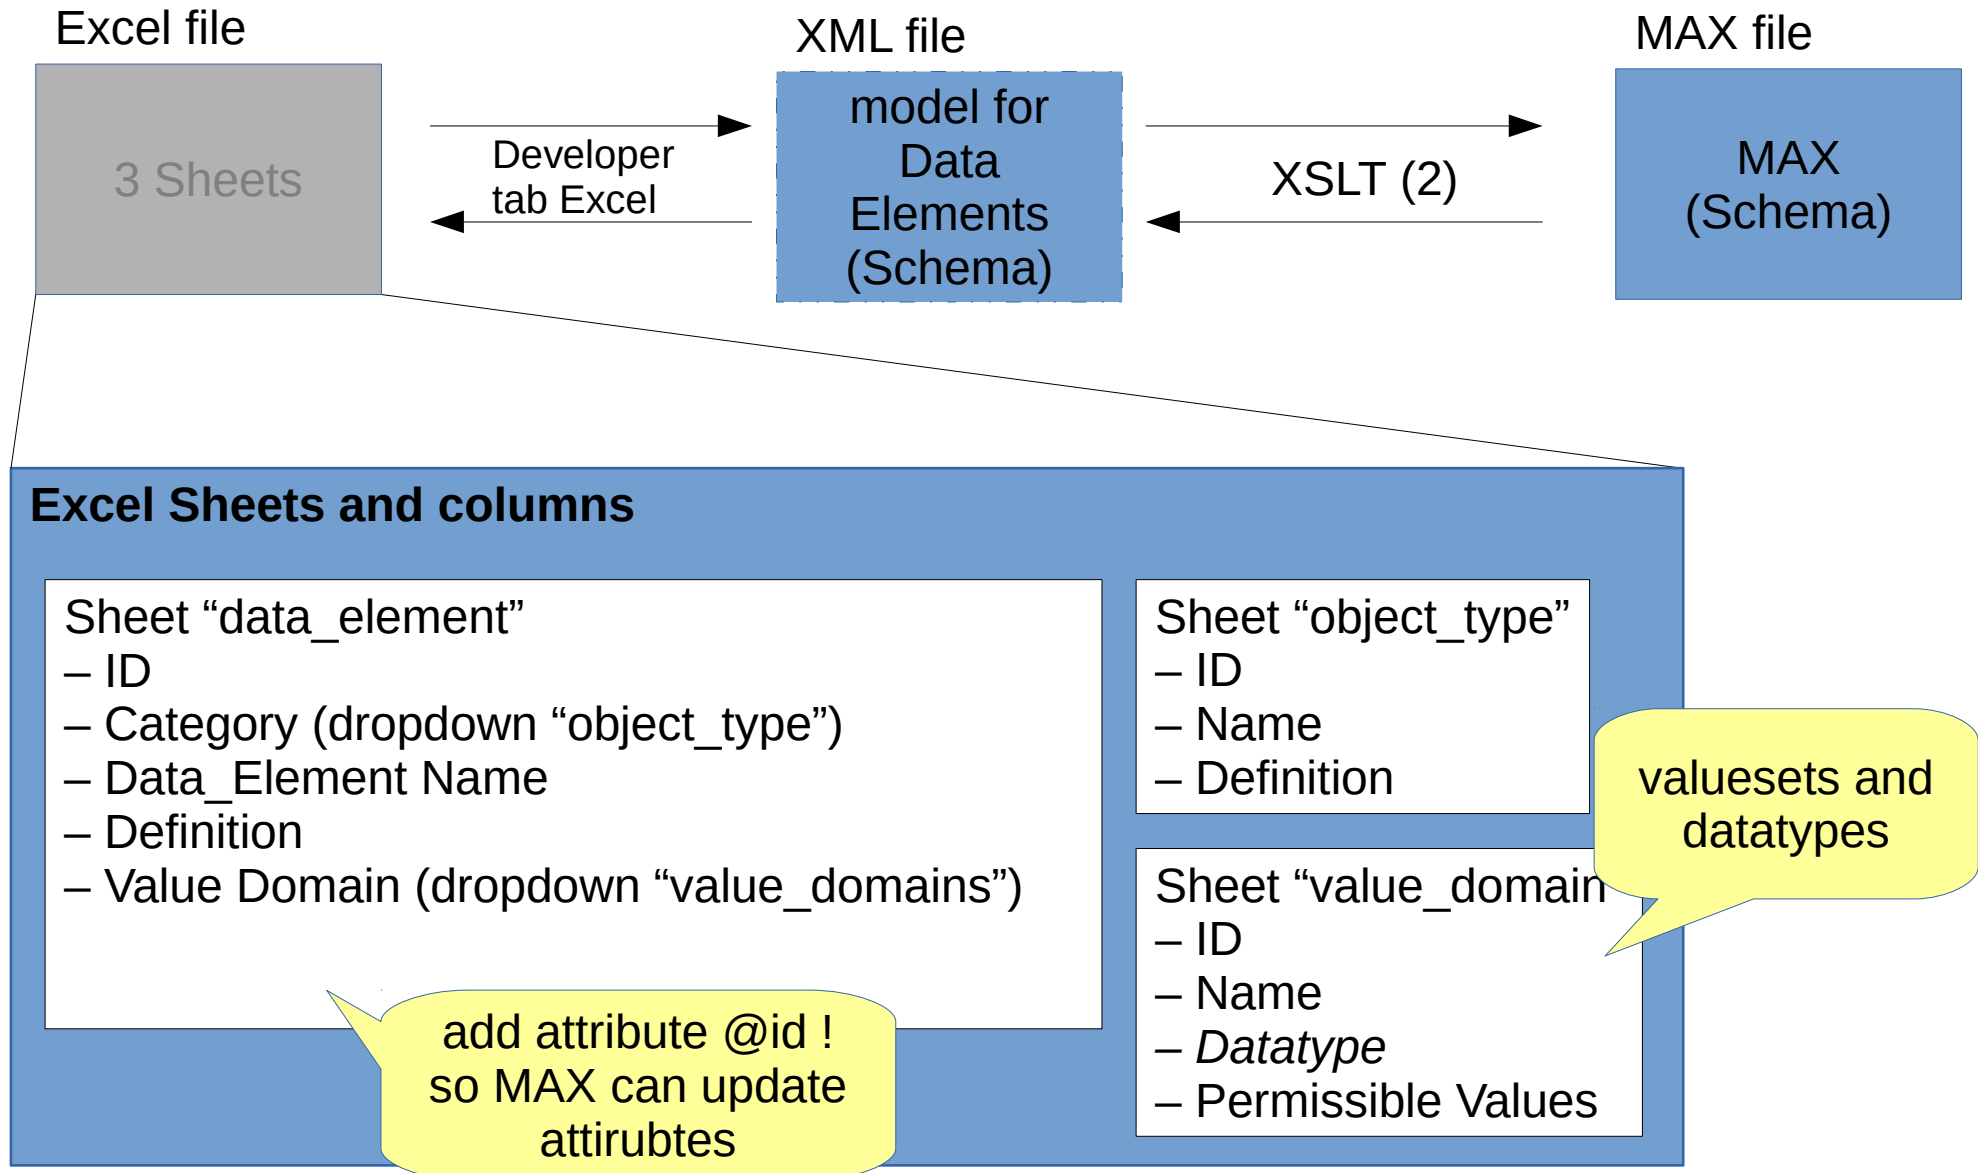 Excel file
XML file
MAX file
3 Sheets
Developer
tab Excel
model for
Data
Elements
(Schema)
XSLT (2)
MAX
(Schema)
Excel Sheets and columns
Sheet “data_element”
– ID
– Category (dropdown “object_type”)
– Data_Element Name
– Definition
– Value Domain (dropdown “value_domains”)
add attribute @id !
so MAX can update
attirubtes
Sheet “object_type”
– ID
– Name
– Definition
valuesets and
datatypes
Sheet “value_domain
– ID
– Name
– Datatype
– Permissible Values